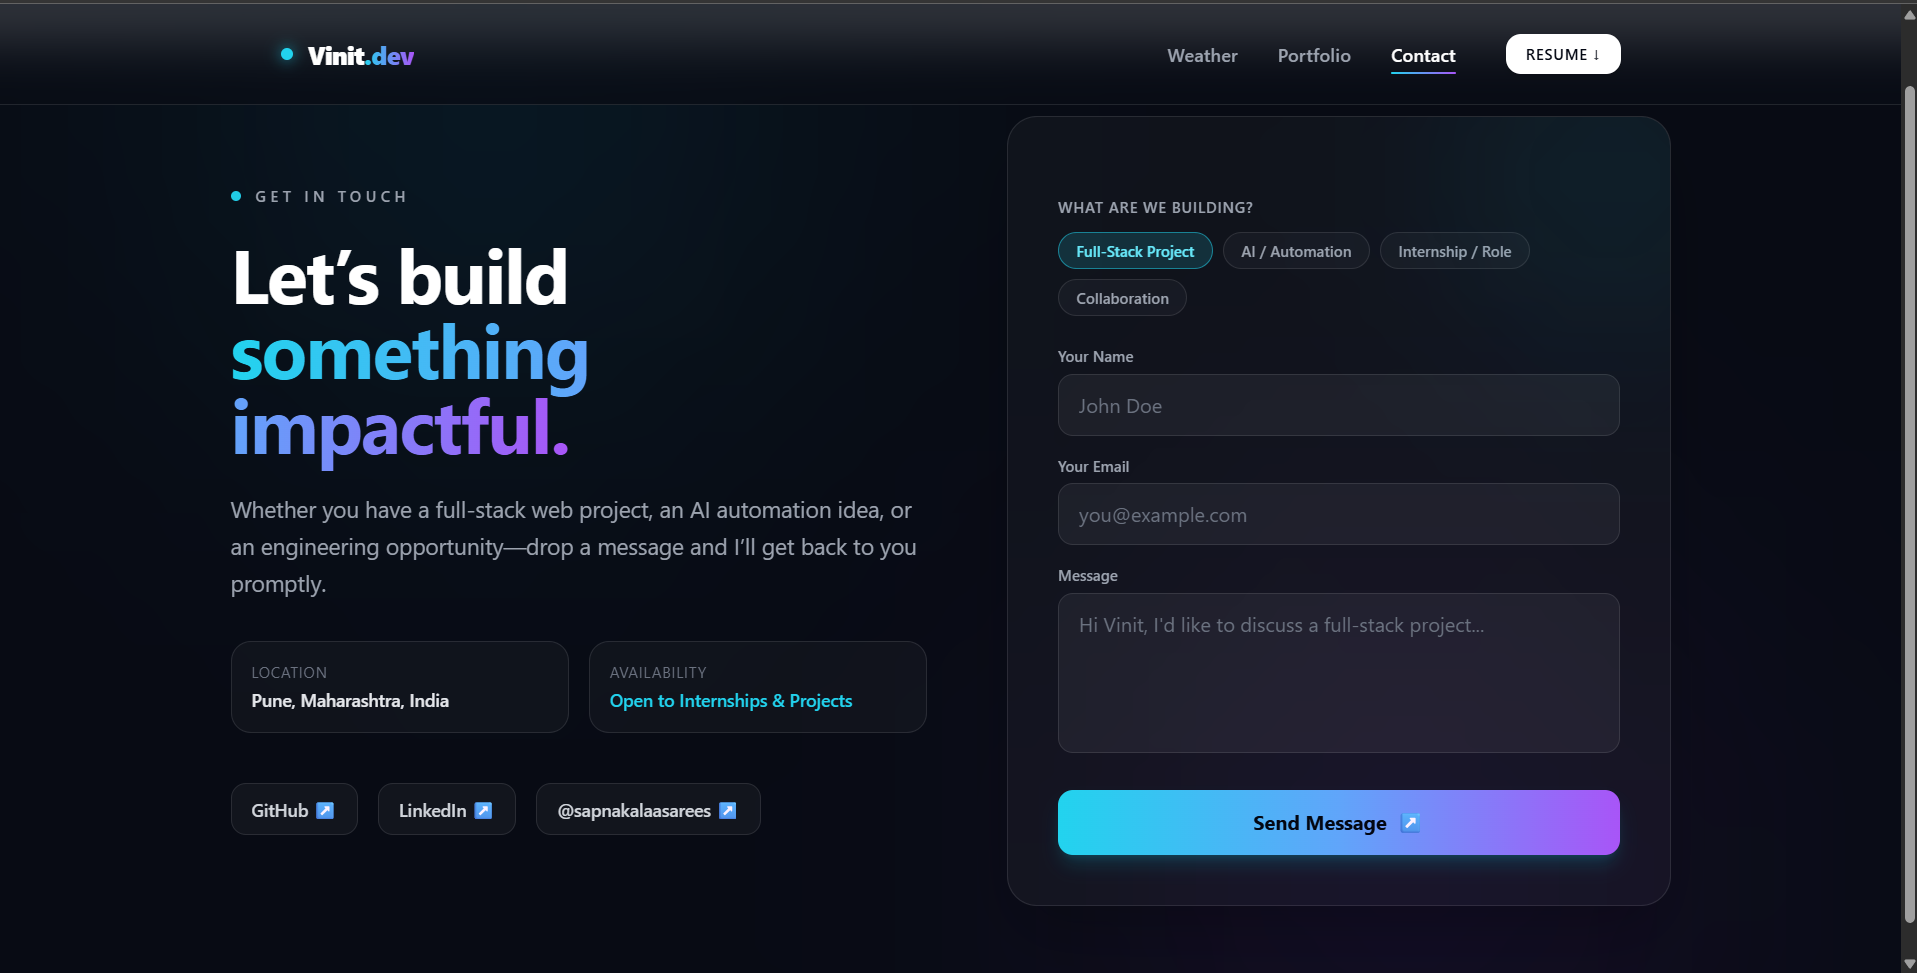 Vinit.dev
Weather
Portfolio
Contact
RESUME ↓
GET IN TOUCH
Let’s build
something
impactful.
Whether you have a full-stack web project, an AI automation idea, or
an engineering opportunity—drop a message and I’ll get back to you
promptly.
LOCATION
Pune, Maharashtra, India
AVAILABILITY
Open to Internships & Projects
GitHub ↗
LinkedIn ↗
@sapnakalaasarees ↗
WHAT ARE WE BUILDING?
Full-Stack Project
AI / Automation
Internship / Role
Collaboration
Your Name
John Doe
Your Email
you@example.com
Message
Hi Vinit, I'd like to discuss a full-stack project...
Send Message ↗